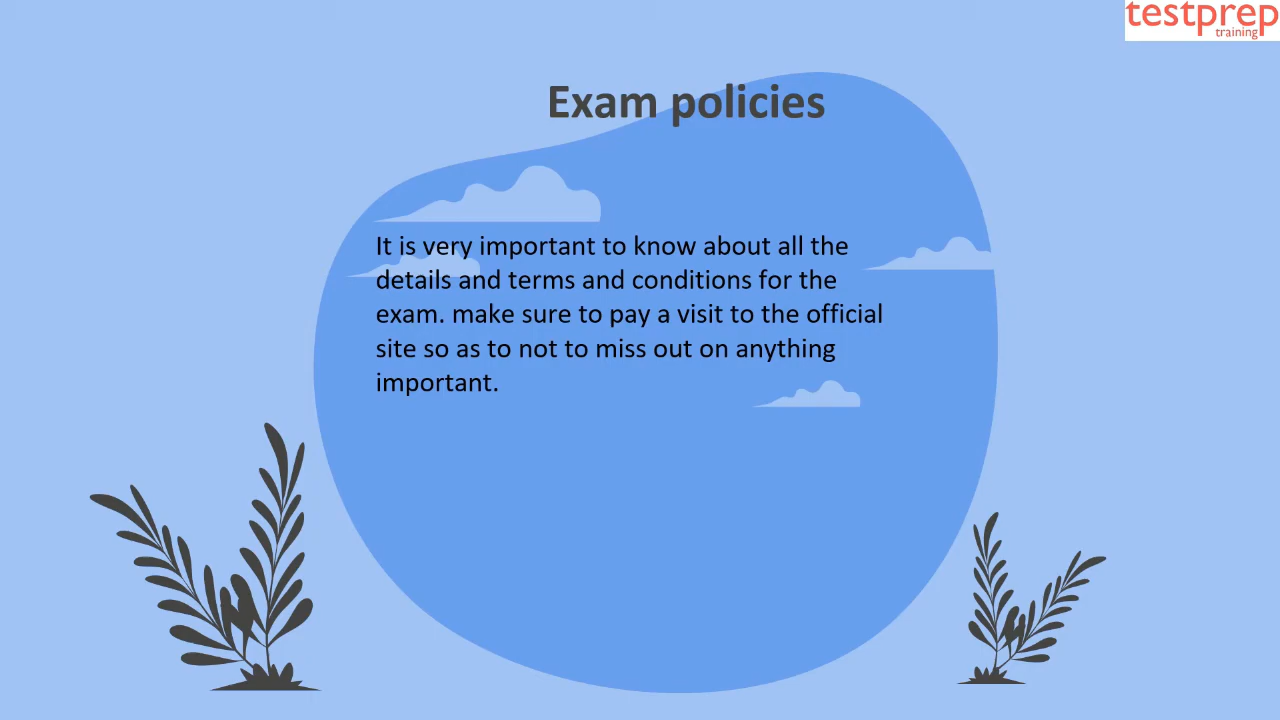 testprep
training
Exam policies
It is very important to know about all the
details and terms and conditions for the
exam. make sure to pay a visit to the official
site so as to not to miss out on anything
important.